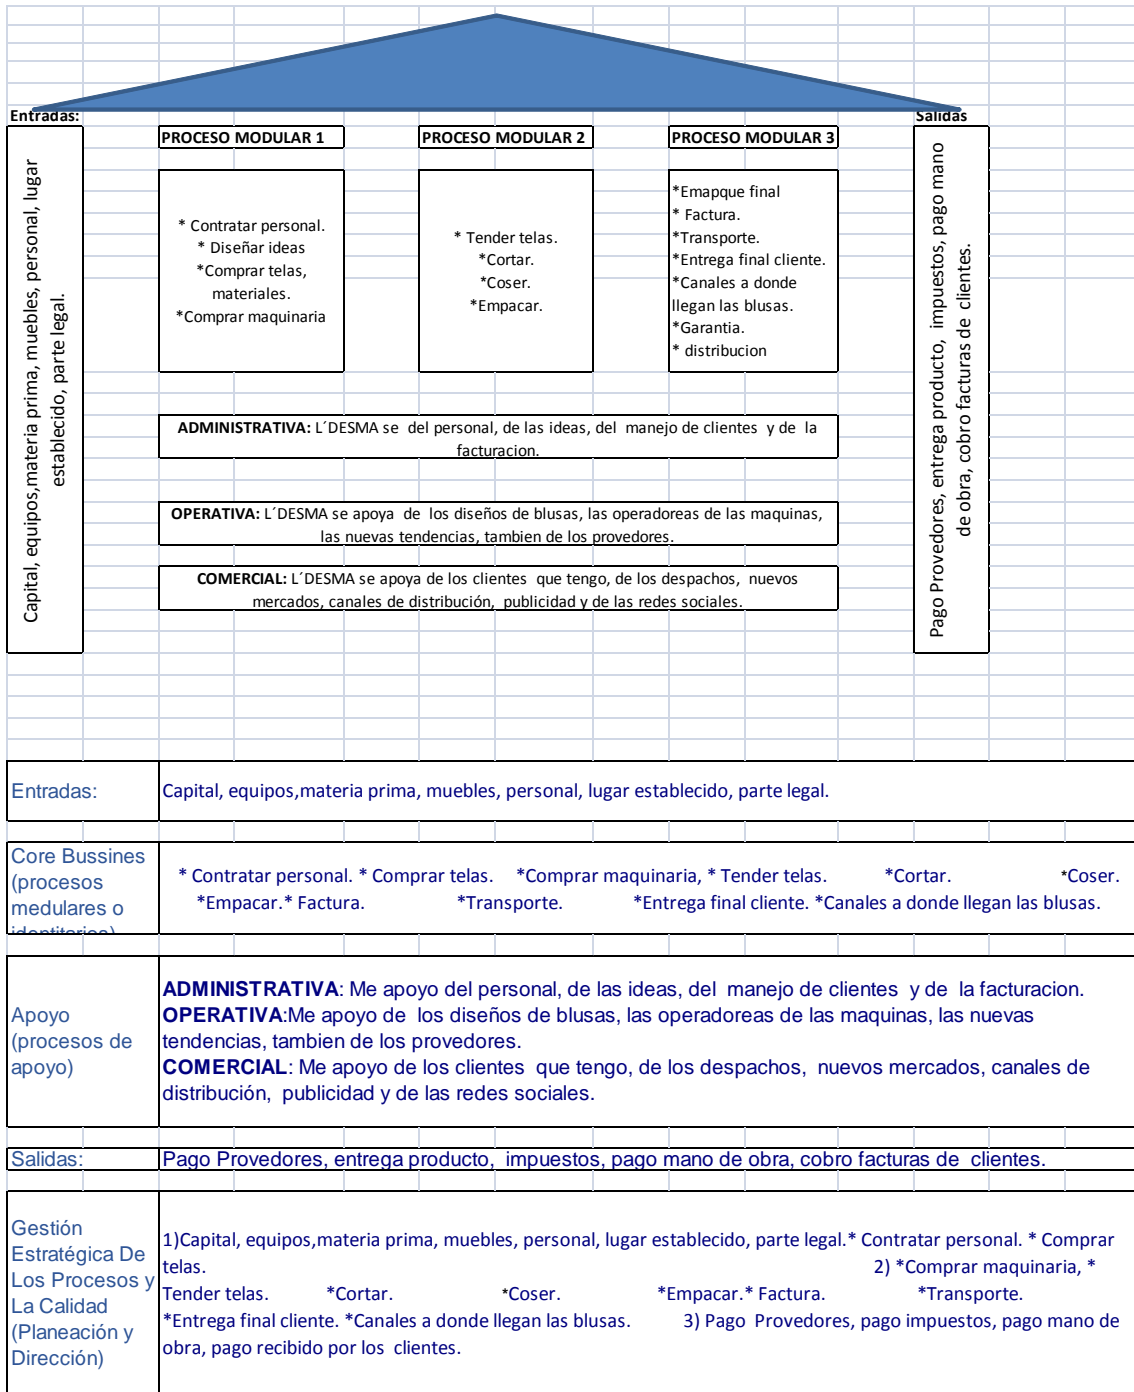 Entradas:
Salidas
Capital, equipos,materia prima, muebles, personal, lugar
establecido, parte legal.
PROCESO MODULAR 1
PROCESO MODULAR 2
PROCESO MODULAR 3
* Contratar personal.
* Diseñar ideas
*Comprar telas,
materiales.
*Comprar maquinaria
* Tender telas.
*Cortar.
*Coser.
*Empacar.
*Emapque final
* Factura.
*Transporte.
*Entrega final cliente.
*Canales a donde
llegan las blusas.
*Garantia.
* distribucion
Pago Provedores, entrega producto, impuestos, pago mano
de obra, cobro facturas de clientes.
ADMINISTRATIVA: L´DESMA se del personal, de las ideas, del manejo de clientes y de la
facturacion.
OPERATIVA: L´DESMA se apoya de los diseños de blusas, las operadoreas de las maquinas,
las nuevas tendencias, tambien de los provedores.
COMERCIAL: L´DESMA se apoya de los clientes que tengo, de los despachos, nuevos
mercados, canales de distribución, publicidad y de las redes sociales.
Entradas:
Capital, equipos,materia prima, muebles, personal, lugar establecido, parte legal.
Core Bussines
(procesos
medulares o
identitarios)
* Contratar personal. * Comprar telas. *Comprar maquinaria, * Tender telas. *Cortar. *Coser.
*Empacar.* Factura. *Transporte. *Entrega final cliente. *Canales a donde llegan las blusas.
Apoyo
(procesos de
apoyo)
ADMINISTRATIVA: Me apoyo del personal, de las ideas, del manejo de clientes y de la facturacion.
OPERATIVA:Me apoyo de los diseños de blusas, las operadoreas de las maquinas, las nuevas
tendencias, tambien de los provedores.
COMERCIAL: Me apoyo de los clientes que tengo, de los despachos, nuevos mercados, canales de
distribución, publicidad y de las redes sociales.
Salidas:
Pago Provedores, entrega producto, impuestos, pago mano de obra, cobro facturas de clientes.
Gestión
Estratégica De
Los Procesos y
La Calidad
(Planeación y
Dirección)
1)Capital, equipos,materia prima, muebles, personal, lugar establecido, parte legal.* Contratar personal. * Comprar
telas. 2) *Comprar maquinaria, *
Tender telas. *Cortar. *Coser. *Empacar.* Factura. *Transporte.
*Entrega final cliente. *Canales a donde llegan las blusas. 3) Pago Provedores, pago impuestos, pago mano de
obra, pago recibido por los clientes.